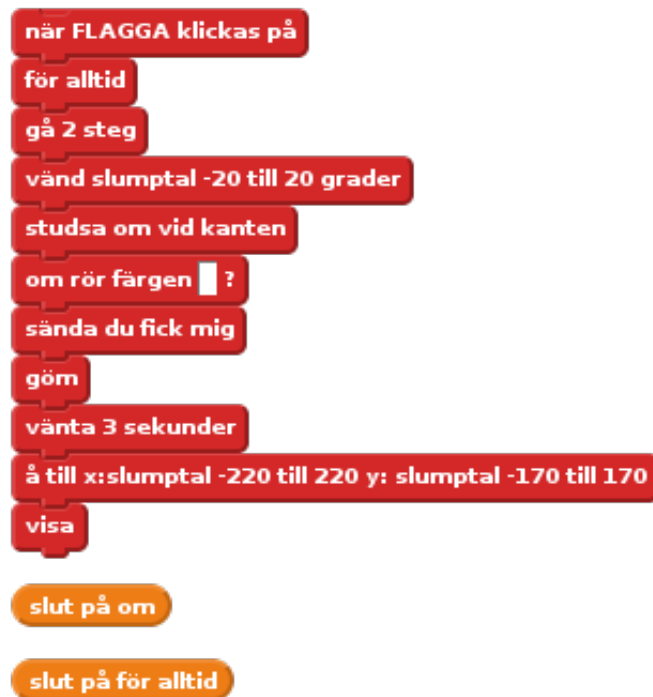 när FLAGGA klickas på
för alltid
gå 2 steg
vänd slumptal -20 till 20 grader
studsa om vid kanten
om rör färgen ?
sända du fick mig
göm
vänta 3 sekunder
å till x:slumptal -220 till 220 y: slumptal -170 till 170
visa
slut på om
slut på för alltid